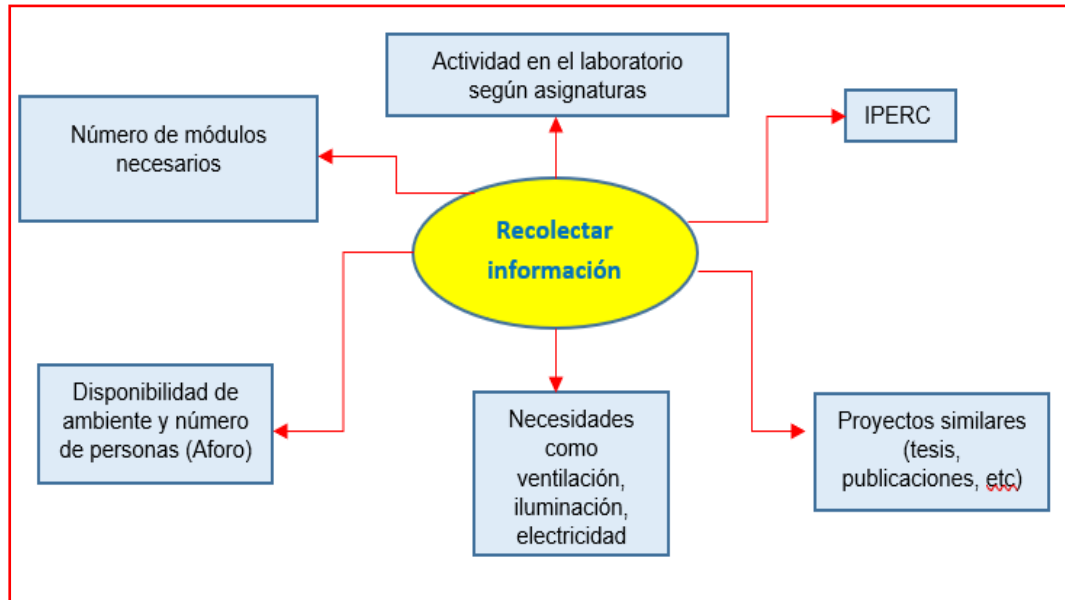 Actividad en el laboratorio
según asignaturas
Número de módulos
necesarios
IPERC
Recolectar
información
Disponibilidad de
ambiente y número
de personas (Aforo)
Necesidades
como
ventilación,
iluminación,
electricidad
Proyectos similares
(tesis,
publicaciones, etc)